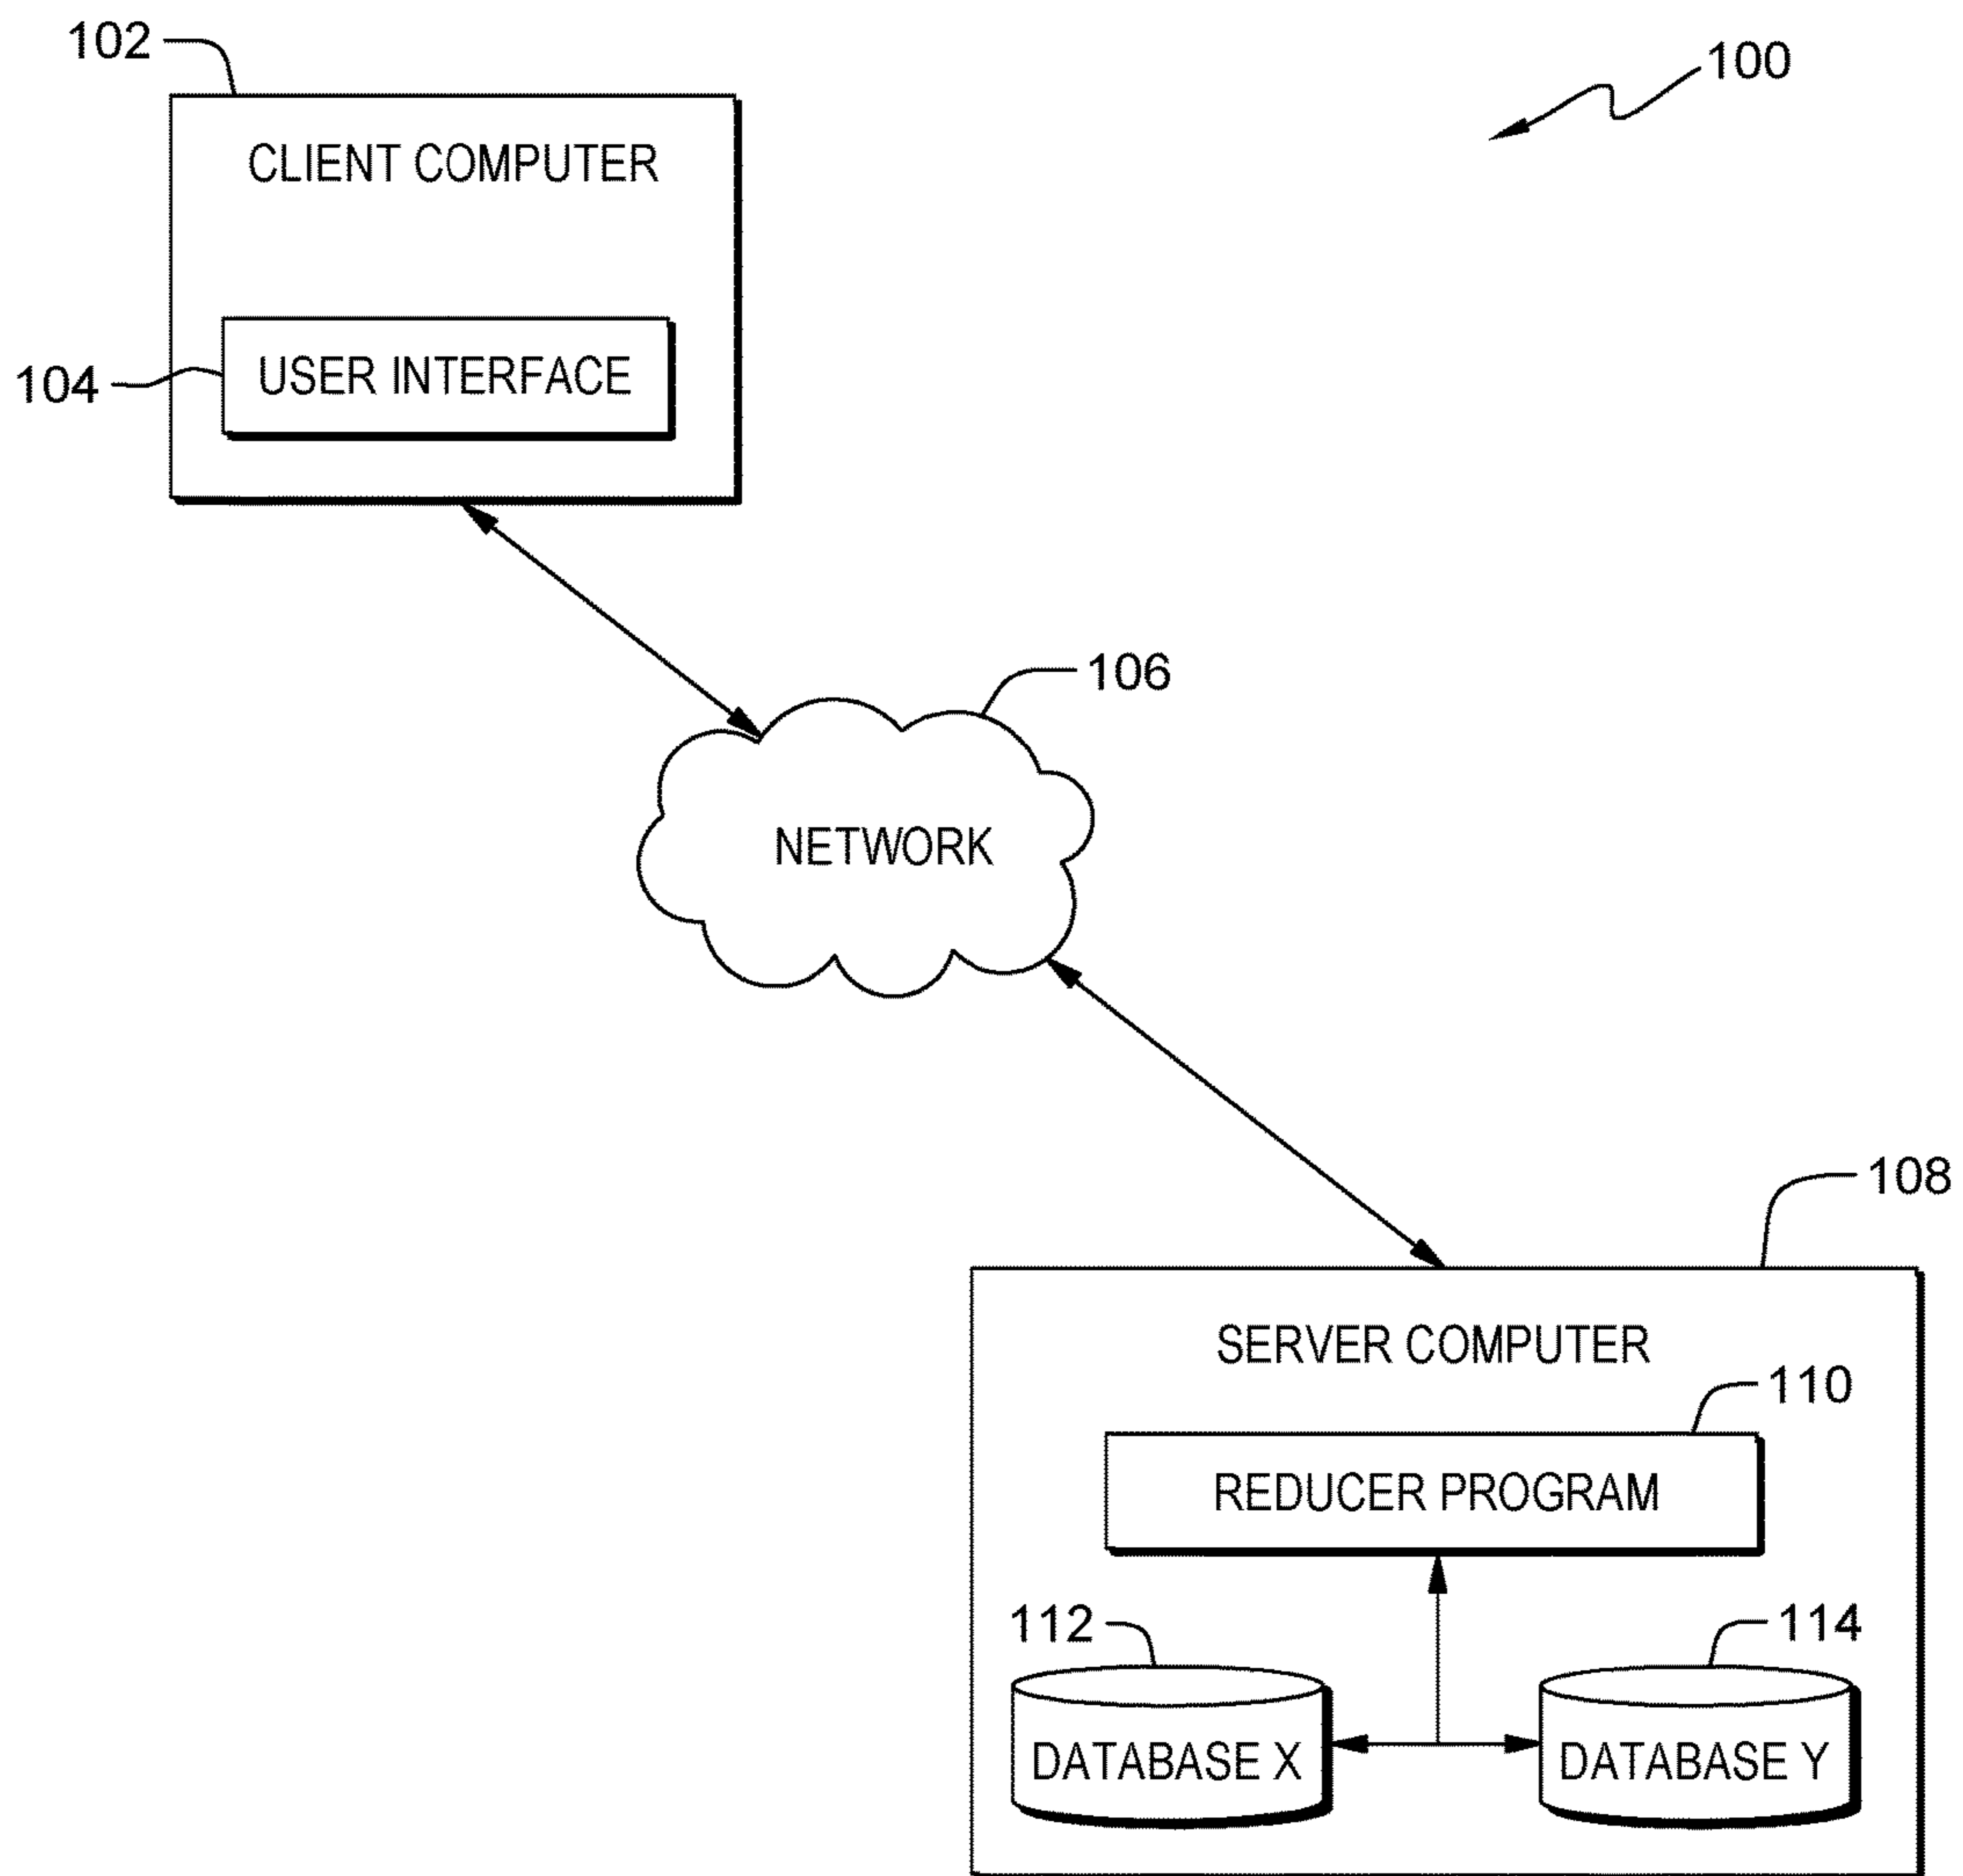 102
100
CLIENT COMPUTER
104
USER INTERFACE
106
NETWORK
108
SERVER COMPUTER
110
REDUCER PROGRAM
112
114
DATABASE X
DATABASE Y